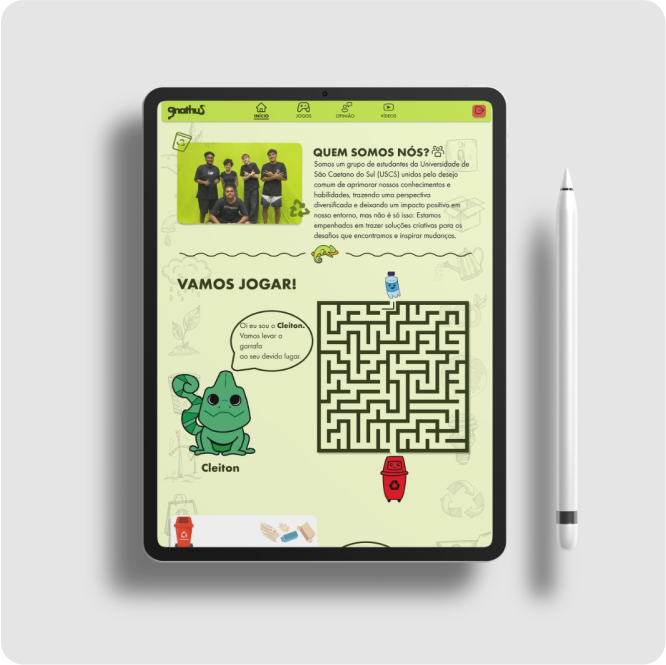 gnathus
INÍCIO
JOGOS
OPINIÃO
VÍDEOS
QUEM SOMOS NÓS?
Somos um grupo de estudantes da Universidade de
São Caetano do Sul (USCS) unidos pelo desejo
comum de aprimorar nossos conhecimentos e
habilidades, trazendo uma perspectiva
diversificada e deixando um impacto positivo em
nosso entorno, mas não é só isso: Estamos
empenhados em trazer soluções criativas para os
desafios que encontramos e inspirar mudanças.
VAMOS JOGAR!
Oi eu sou o Cleiton.
Vamos levar a
garrafa
ao seu devido lugar.
Cleiton